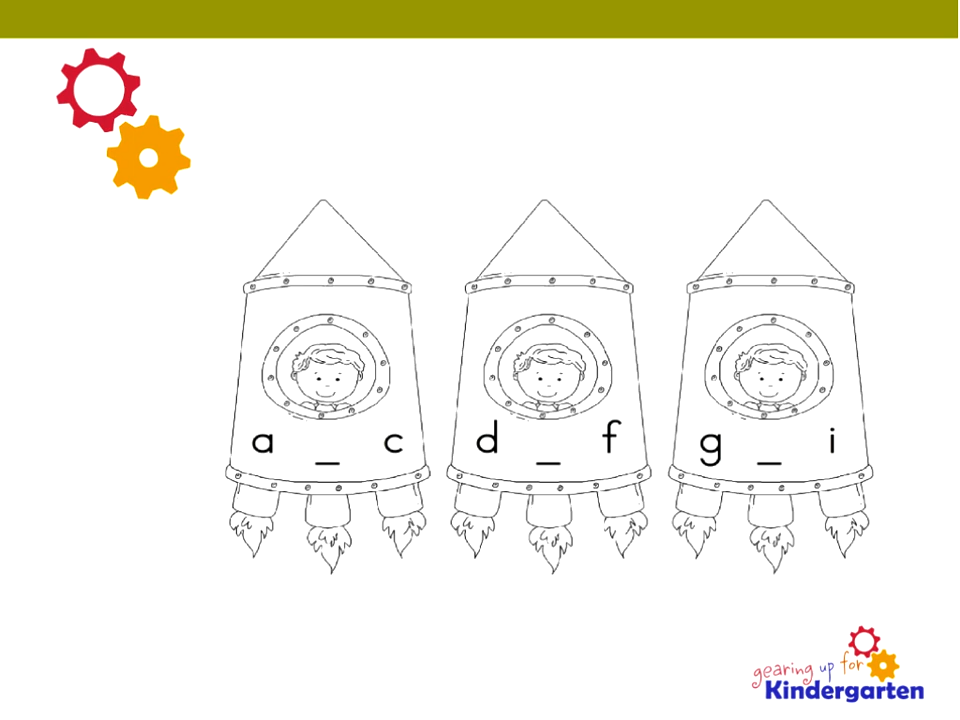 a _ c d _ f g _ i
gearing up for
Kindergarten